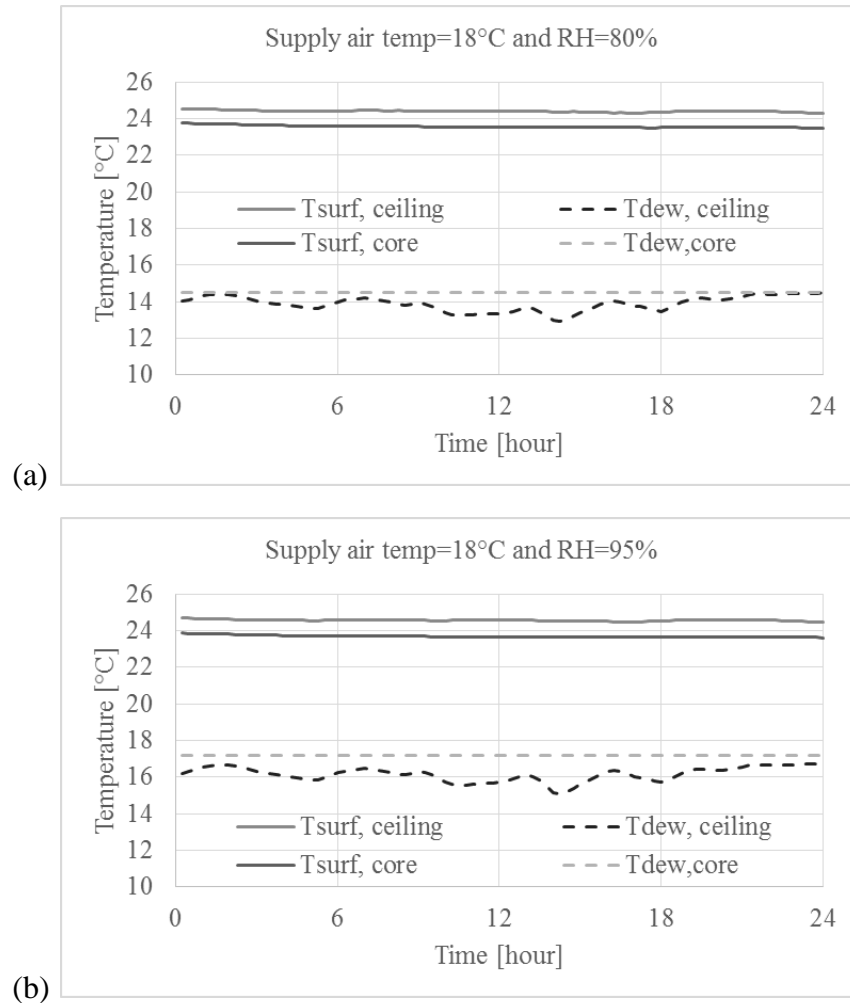 Supply air temp=18°C and RH=80%
26
24
22
20
18
16
14
12
10
Temperature [°C]
Tsurf, ceiling Tdew, ceiling
Tsurf, core Tdew,core
0 6 12 18 24
Time [hour]
(a)
Supply air temp=18°C and RH=95%
26
24
22
20
18
16
14
12
10
Temperature [°C]
Tsurf, ceiling Tdew, ceiling
Tsurf, core Tdew,core
0 6 12 18 24
Time [hour]
(b)